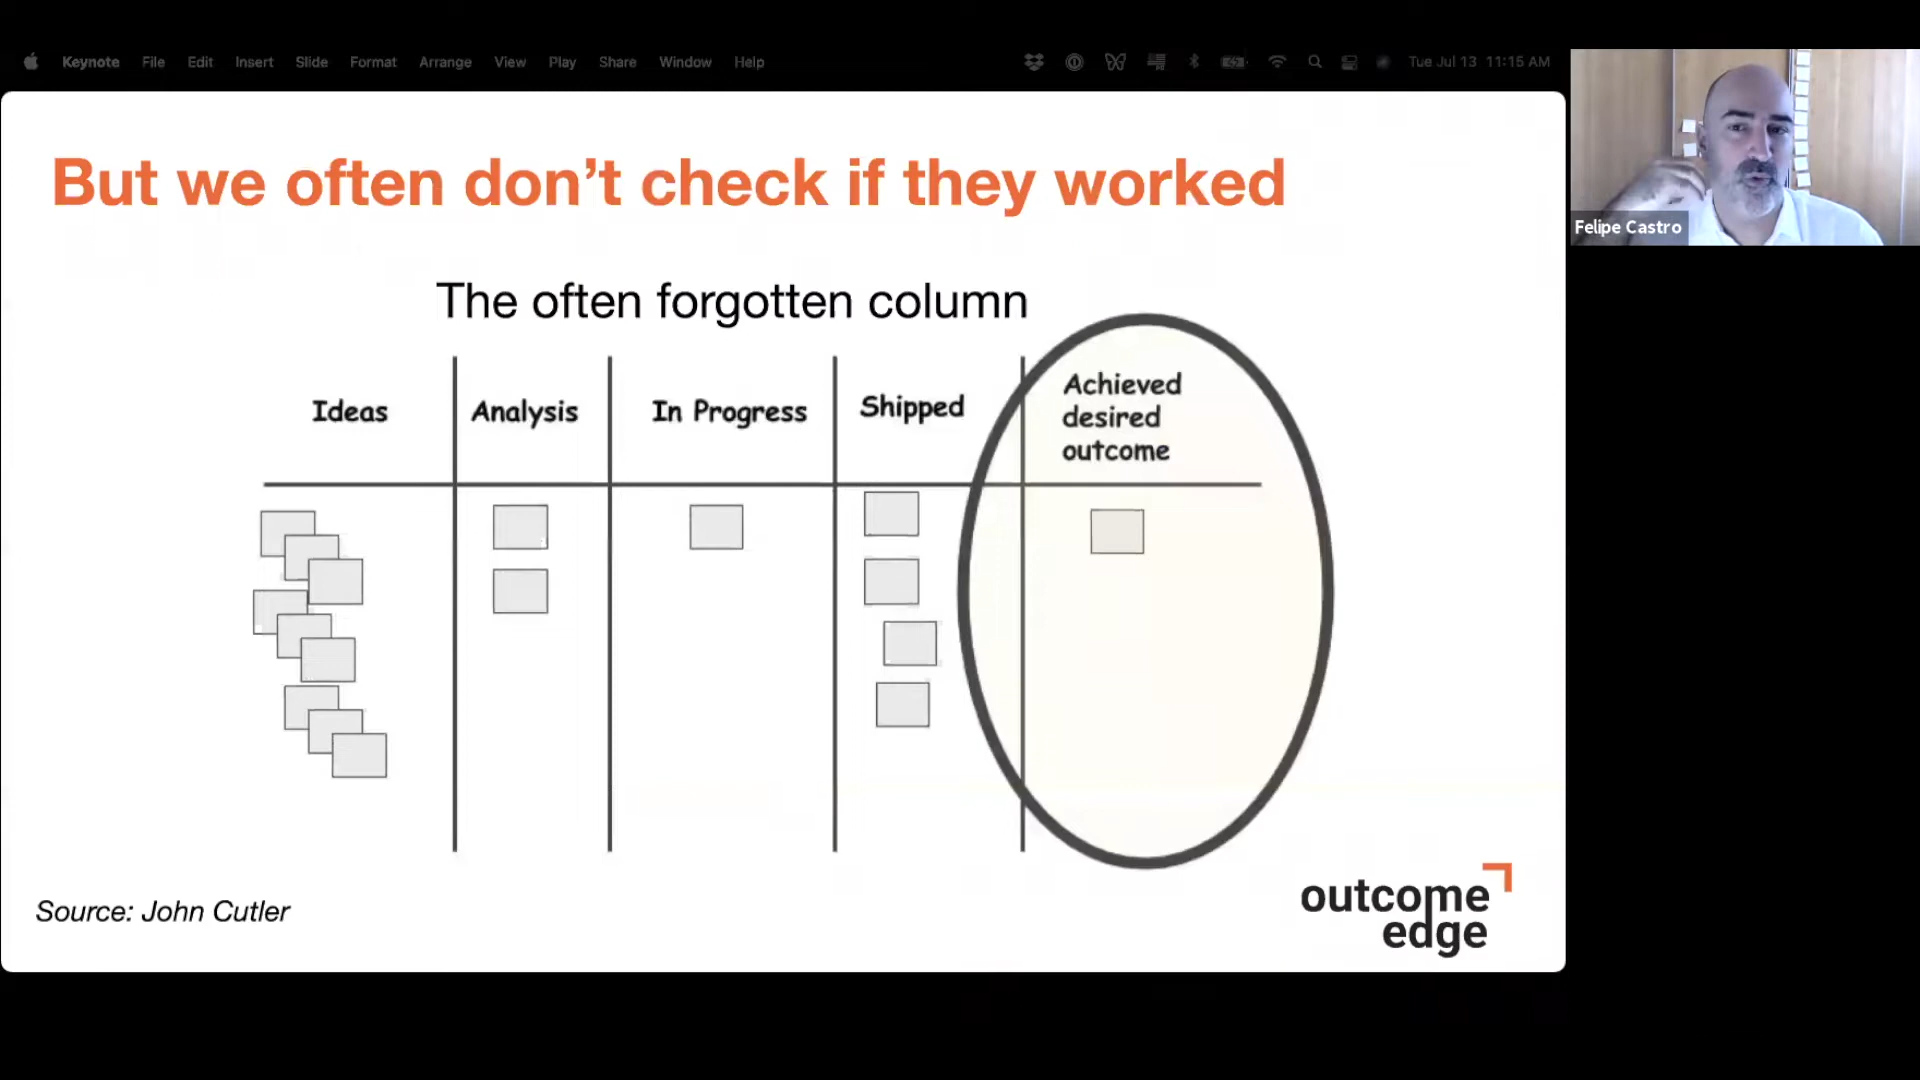 Keynote File Edit Insert Slide Format Arrange View Play Share Window Help Tue Jul 13 11:15 AM
But we often don’t check if they worked
The often forgotten column
Ideas
Analysis
In Progress
Shipped
Achieved
desired
outcome
Source: John Cutler
outcome
edge
Felipe Castro